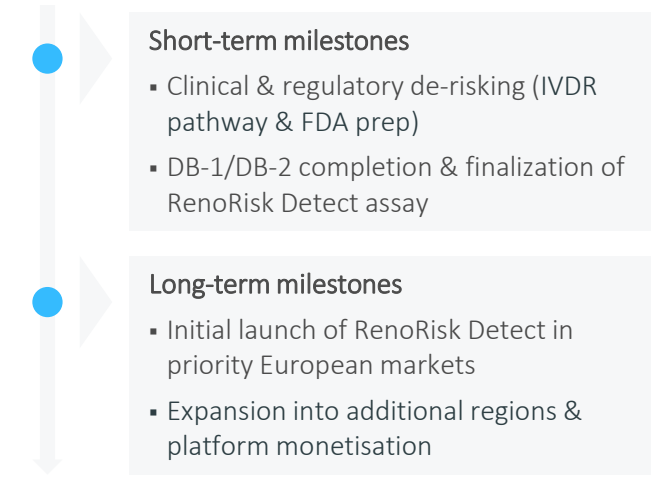 Short-term milestones
▪ Clinical & regulatory de-risking (IVDR
pathway & FDA prep)
▪ DB-1/DB-2 completion & finalization of
RenoRisk Detect assay
Long-term milestones
▪ Initial launch of RenoRisk Detect in
priority European markets
▪ Expansion into additional regions &
platform monetisation